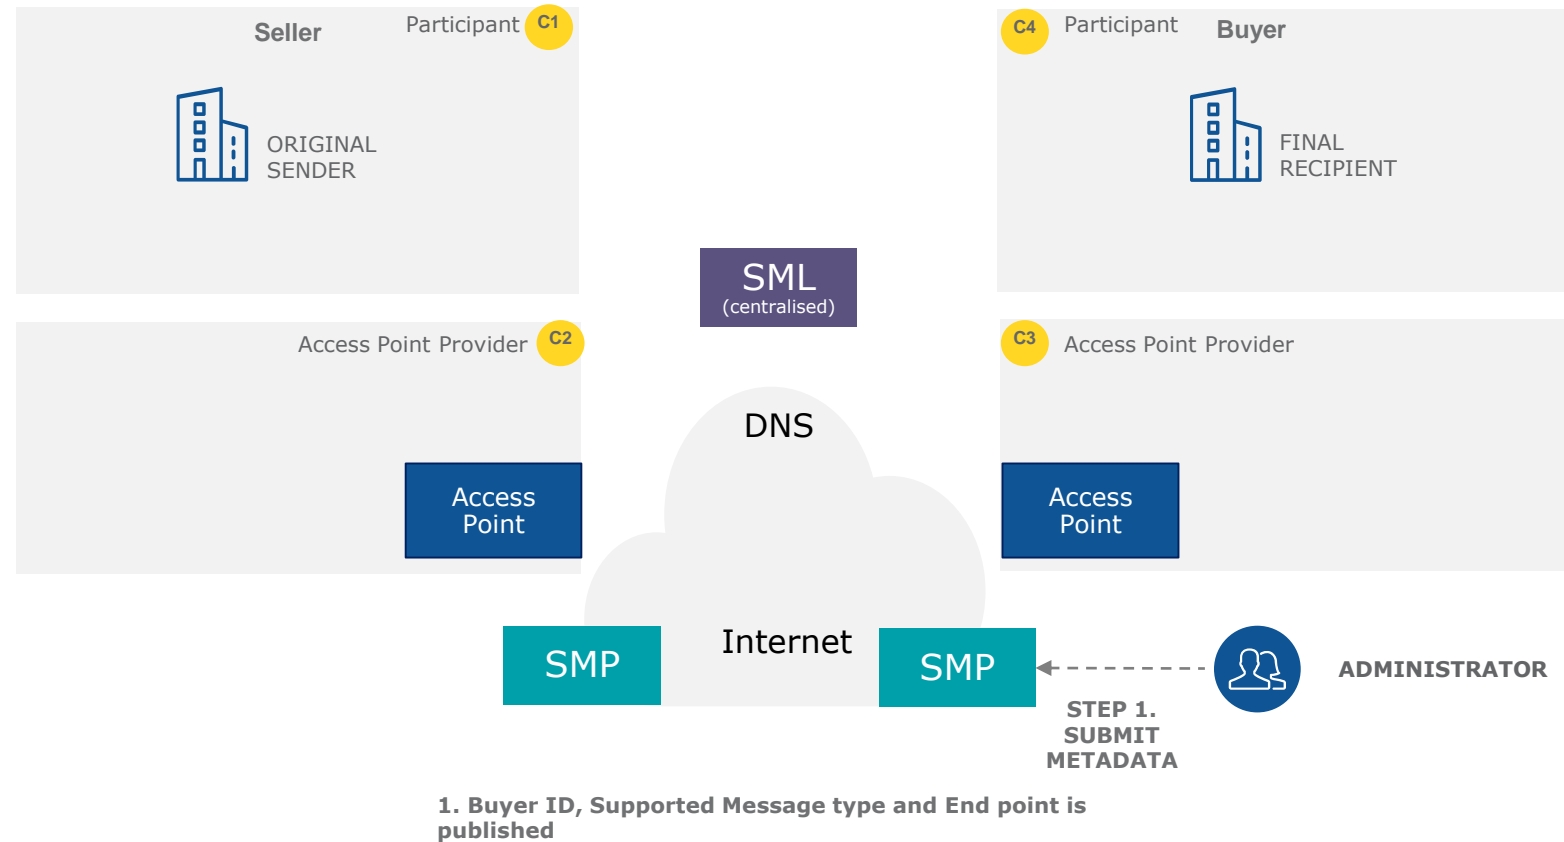 Seller
Participant
C1
C4
Participant
Buyer
ORIGINAL
SENDER
FINAL
RECIPIENT
SML
(centralised)
Access Point Provider
C2
C3
Access Point Provider
DNS
Access
Point
Access
Point
SMP
Internet
SMP
ADMINISTRATOR
STEP 1.
SUBMIT
METADATA
1. Buyer ID, Supported Message type and End point is
published